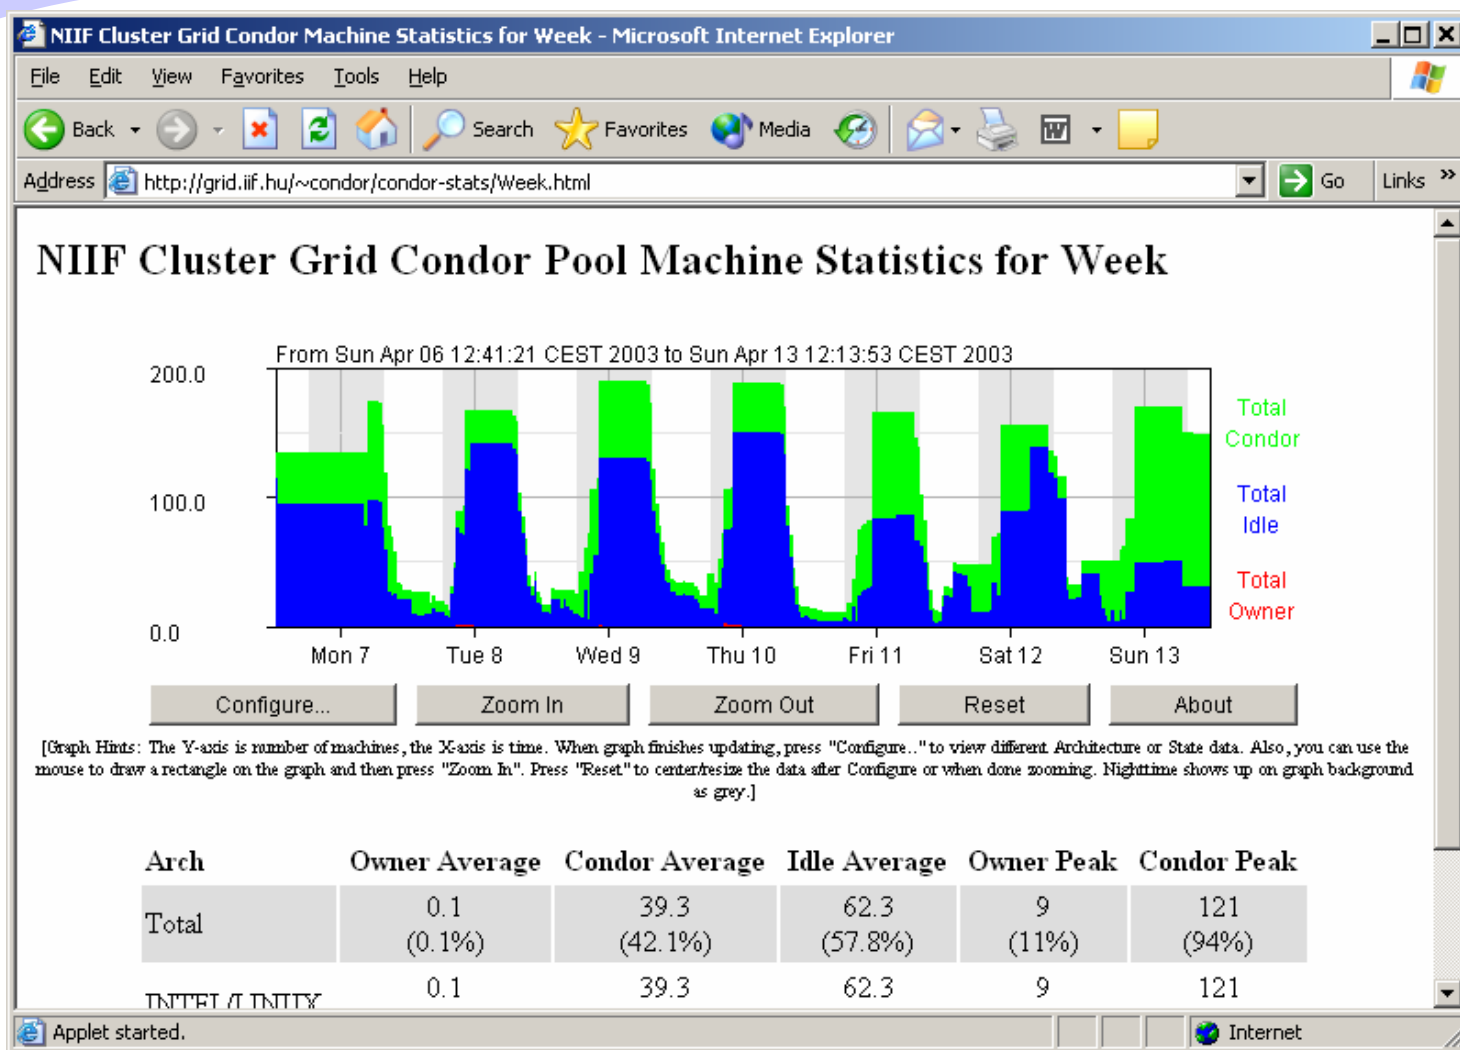 NIIF Cluster Grid Condor Machine Statistics for Week - Microsoft Internet Explorer
File Edit View Favorites Tools Help
Back Search Favorites Media
Address http://grid.iif.hu/~condor/condor-stats/Week.html Go Links »
NIIF Cluster Grid Condor Pool Machine Statistics for Week
From Sun Apr 06 12:41:21 CEST 2003 to Sun Apr 13 12:13:53 CEST 2003
200.0
100.0
0.0
Total
Condor
Total
Idle
Total
Owner
Mon 7 Tue 8 Wed 9 Thu 10 Fri 11 Sat 12 Sun 13
Configure... Zoom In Zoom Out Reset About
[Graph Hints: The Y-axis is number of machines, the X-axis is time. When graph finishes updating, press "Configure.." to view different Architecture or State data. Also, you can use the
mouse to draw a rectangle on the graph and then press "Zoom In". Press "Reset" to center/resize the data after Configure or when done zooming. Nighttime shows up on graph background
as grey.]
Arch Owner Average Condor Average Idle Average Owner Peak Condor Peak
Total 0.1 39.3 62.3 9 121
(0.1%) (42.1%) (57.8%) (11%) (94%)
INTEL/LINUX 0.1 39.3 62.3 9 121
Applet started. Internet